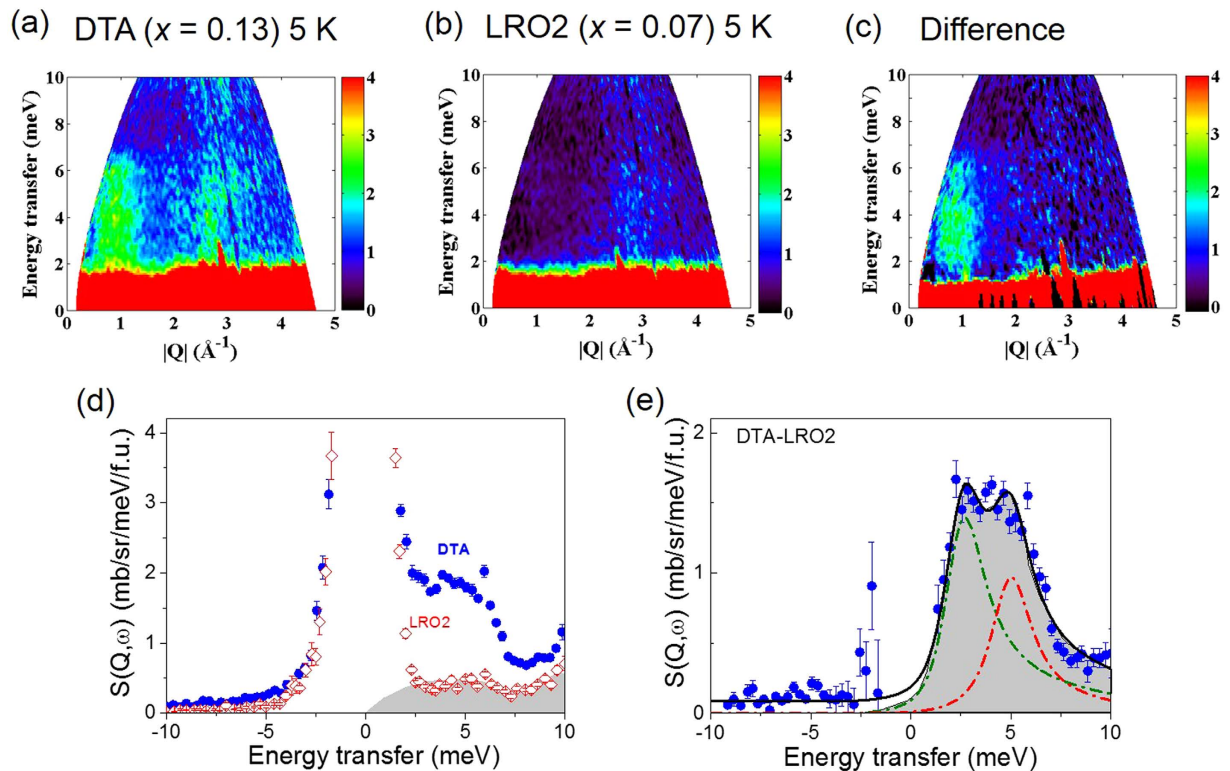 (a) DTA (x = 0.13) 5 K
(b) LRO2 (x = 0.07) 5 K
(c) Difference
Energy transfer (meV)
10
8
6
4
2
0
0 1 2 3 4 5
|Q| (Å-1)
4
3
2
1
0
Energy transfer (meV)
10
8
6
4
2
0
0 1 2 3 4 5
|Q| (Å-1)
4
3
2
1
0
Energy transfer (meV)
10
8
6
4
2
0
0 1 2 3 4 5
|Q| (Å-1)
4
3
2
1
0
(d)
S(Q,ω) (mb/sr/meV/f.u.)
4
3
2
1
0
DTA
LRO2
-10 -5 0 5 10
Energy transfer (meV)
(e)
DTA-LRO2
S(Q,ω) (mb/sr/meV/f.u.)
2
1
0
-10 -5 0 5 10
Energy transfer (meV)